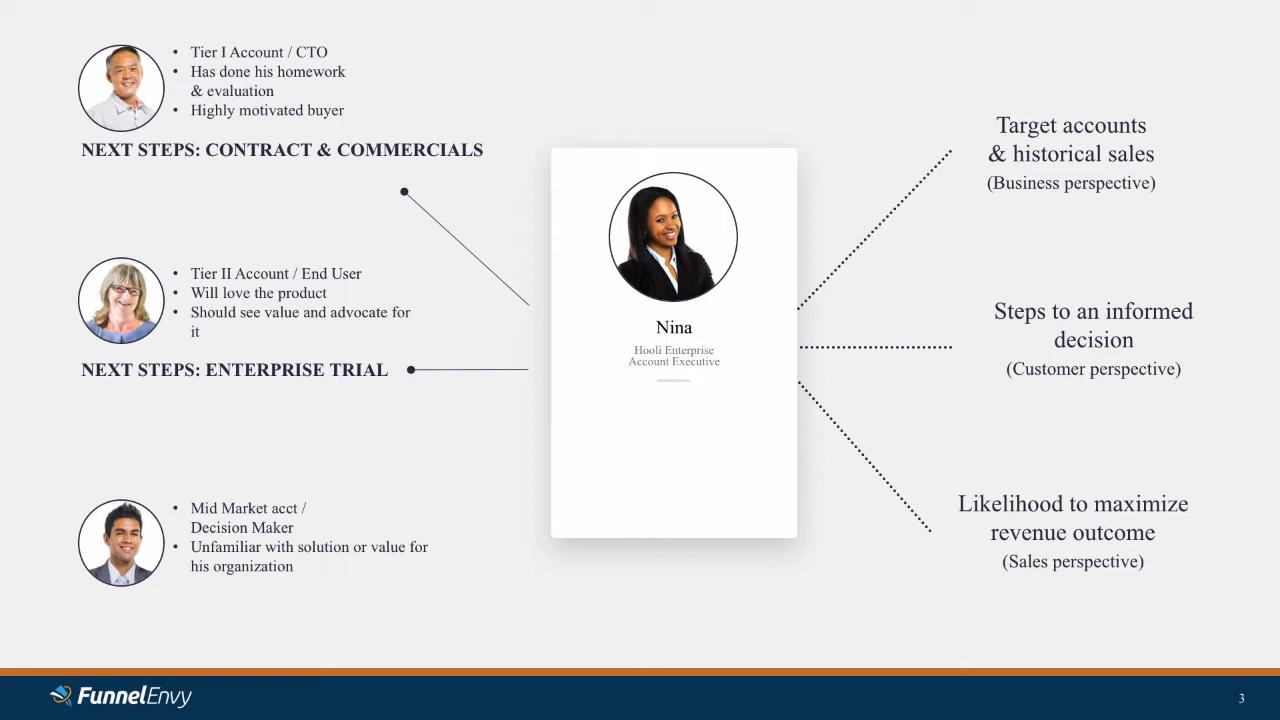 • Tier I Account / CTO
• Has done his homework
& evaluation
• Highly motivated buyer
NEXT STEPS: CONTRACT & COMMERCIALS
• Tier II Account / End User
• Will love the product
• Should see value and advocate for
it
NEXT STEPS: ENTERPRISE TRIAL
• Mid Market acct /
Decision Maker
• Unfamiliar with solution or value for
his organization
Nina
Hooli Enterprise
Account Executive
Target accounts
& historical sales
(Business perspective)
Steps to an informed
decision
(Customer perspective)
Likelihood to maximize
revenue outcome
(Sales perspective)
FunnelEnvy
3